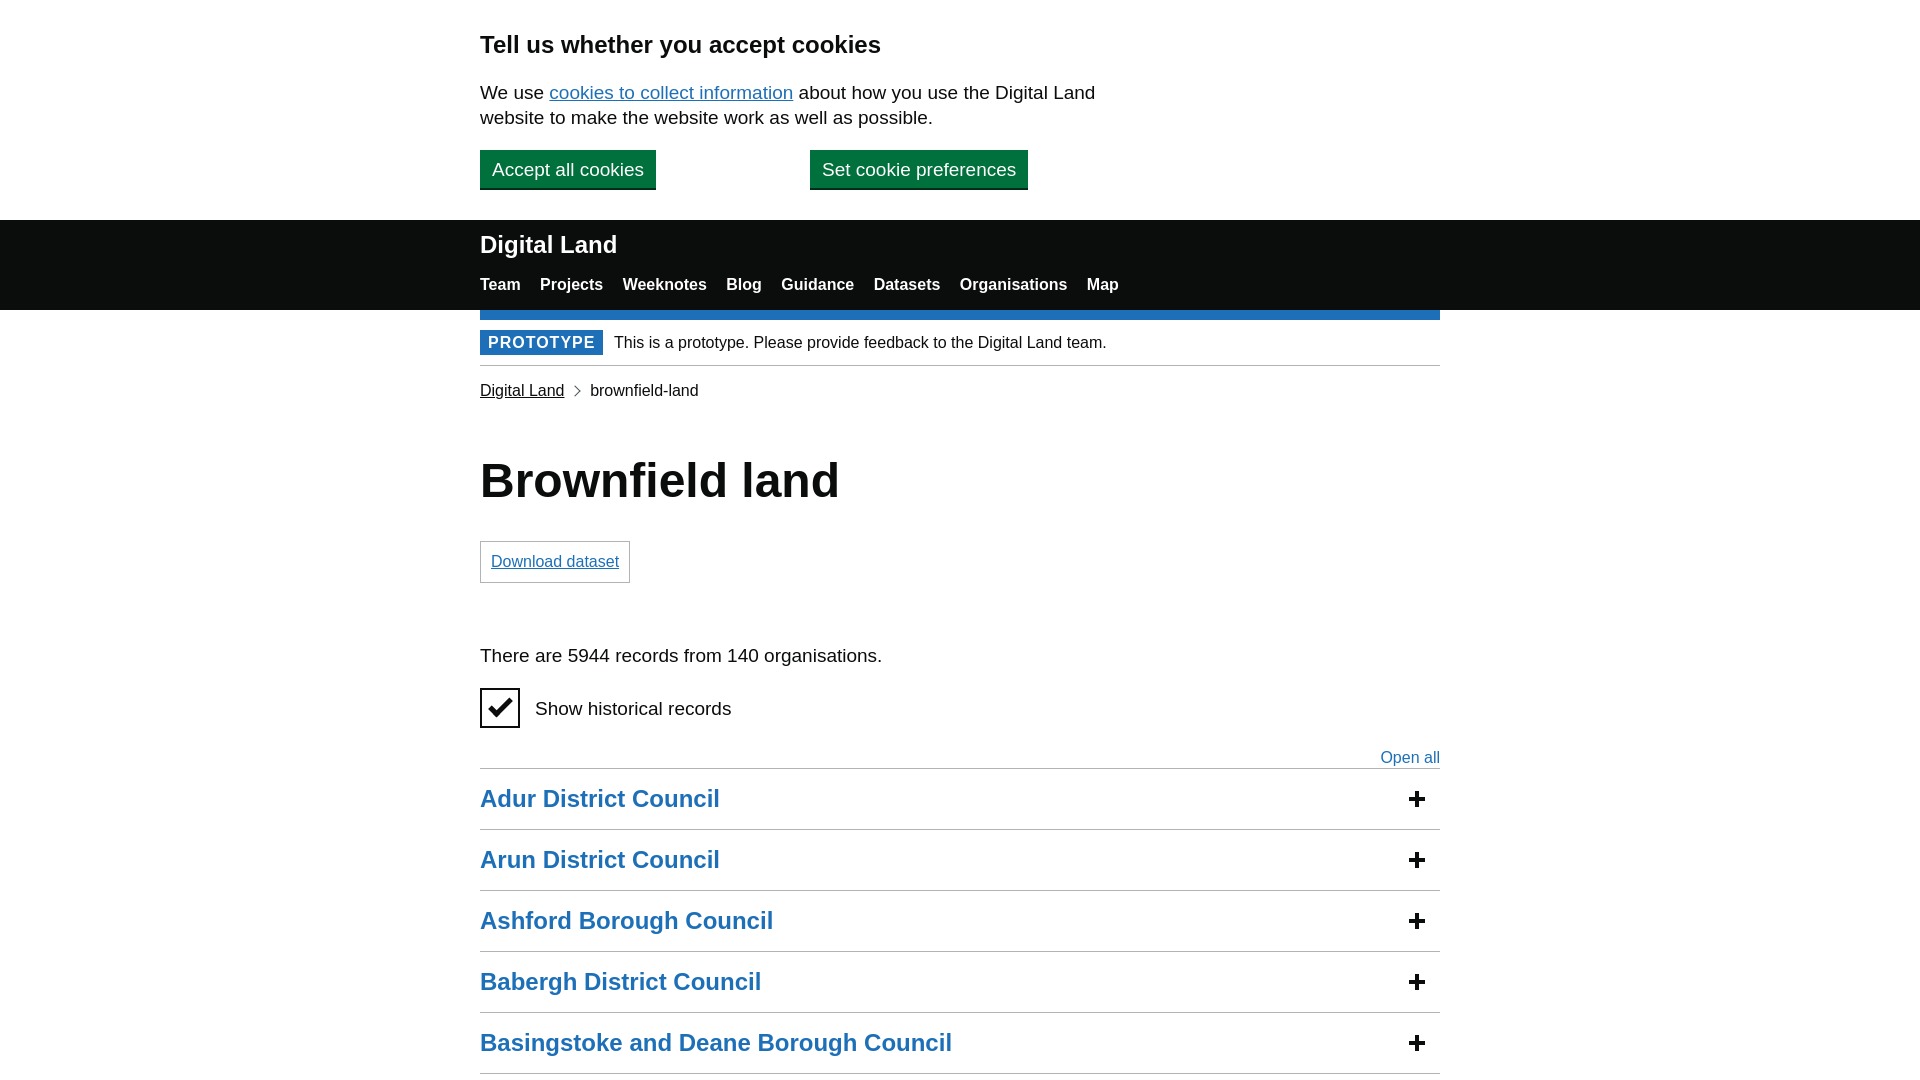 Tell us whether you accept cookies
We use cookies to collect information about how you use the Digital Land
website to make the website work as well as possible.
Accept all cookies
Set cookie preferences
Digital Land
Team Projects Weeknotes Blog Guidance Datasets Organisations Map
PROTOTYPE This is a prototype. Please provide feedback to the Digital Land team.
Digital Land brownfield-land
Brownfield land
Download dataset
There are 5944 records from 140 organisations.
Show historical records
Open all
Adur District Council
Arun District Council
Ashford Borough Council
Babergh District Council
Basingstoke and Deane Borough Council